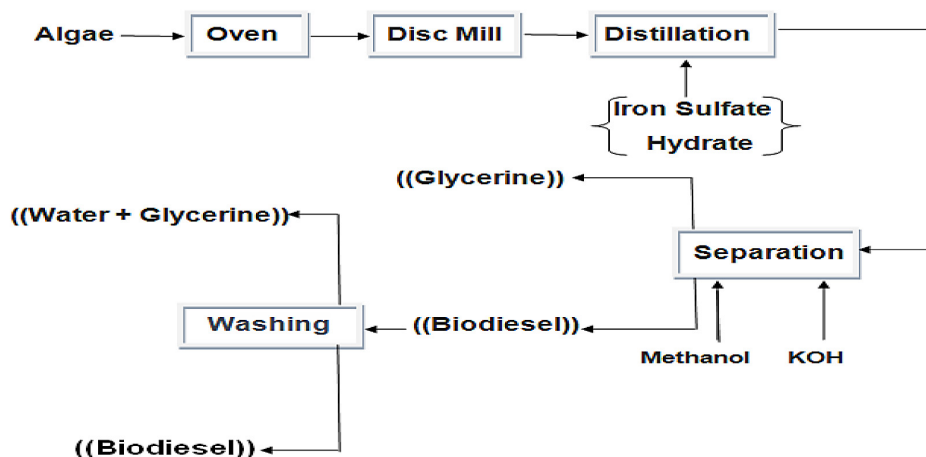 Algae
Oven
Disc Mill
Distillation
Iron Sulfate
Hydrate
((Glycerine))
((Water + Glycerine))
Separation
Washing
((Biodiesel))
Methanol
KOH
((Biodiesel))